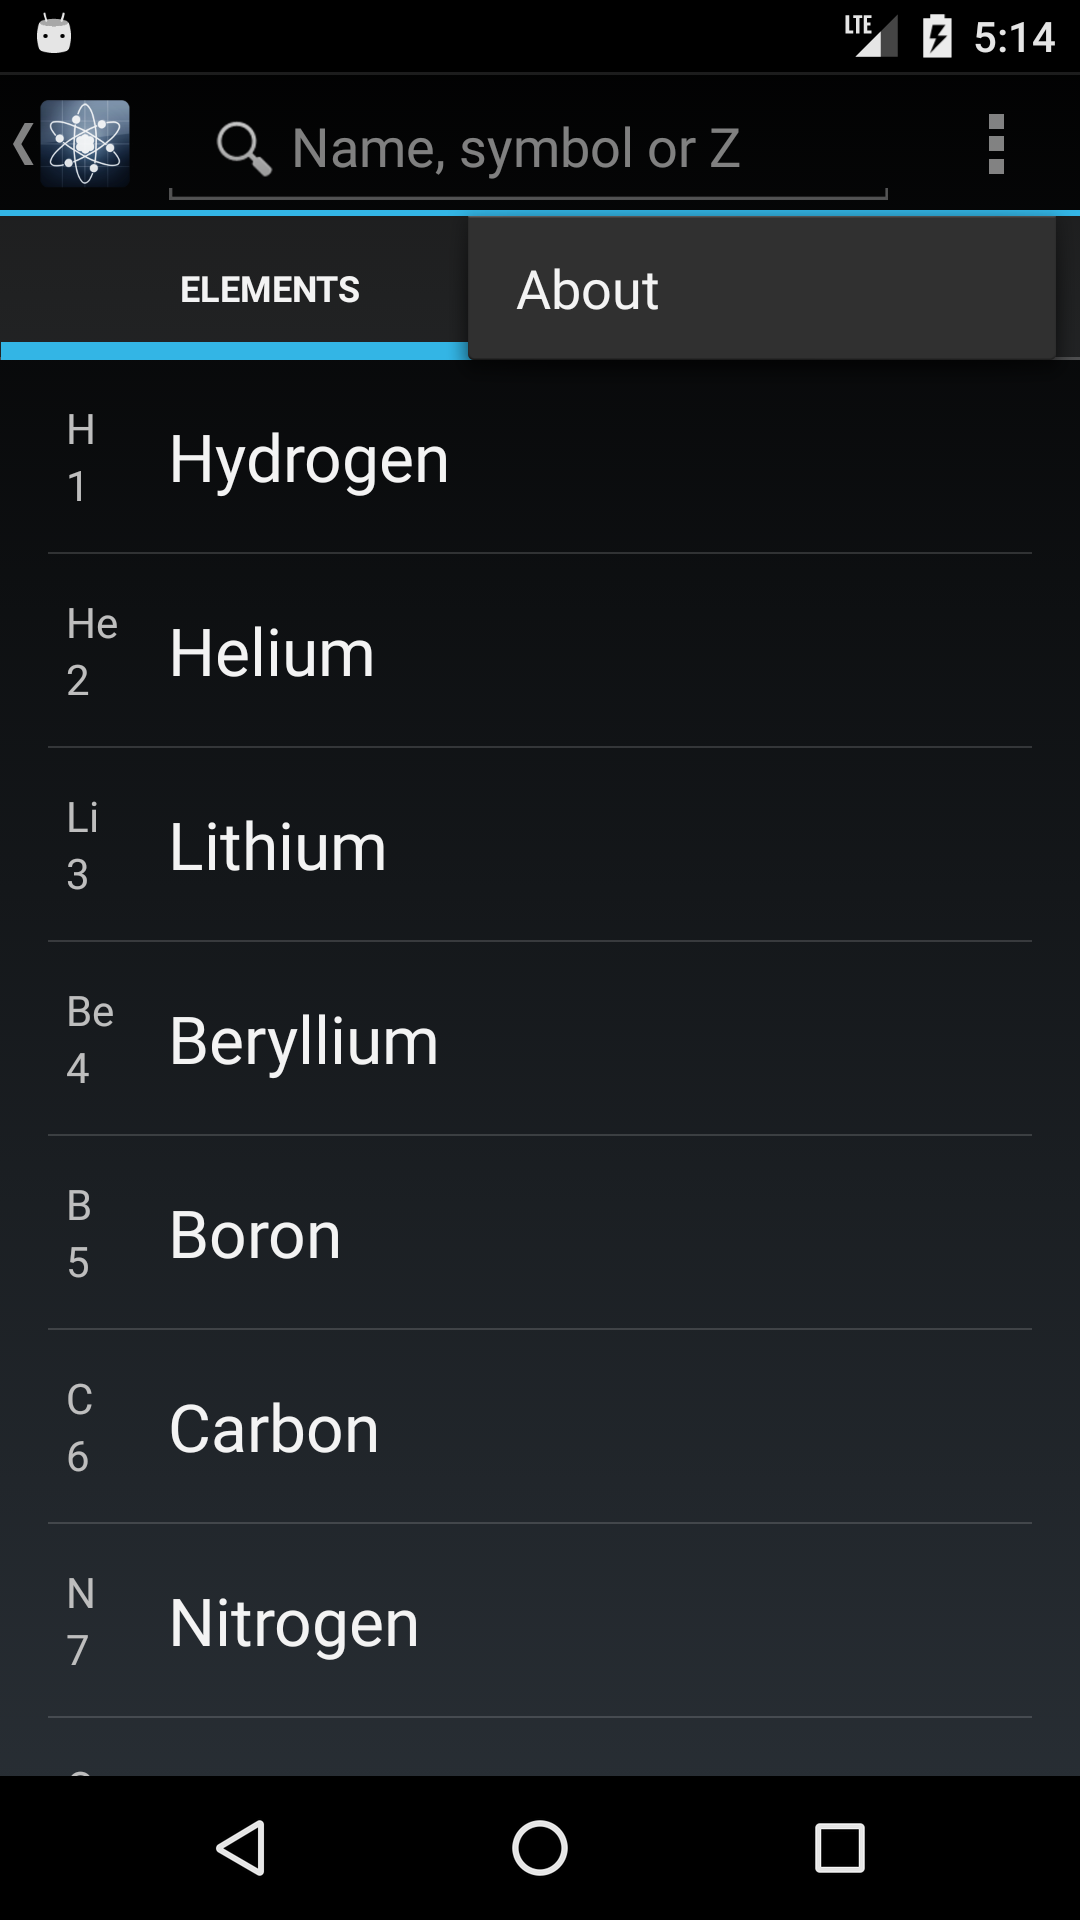 LTE 5:14
Name, symbol or Z
ELEMENTS
About
H
1
Hydrogen
He
2
Helium
Li
3
Lithium
Be
4
Beryllium
B
5
Boron
C
6
Carbon
N
7
Nitrogen